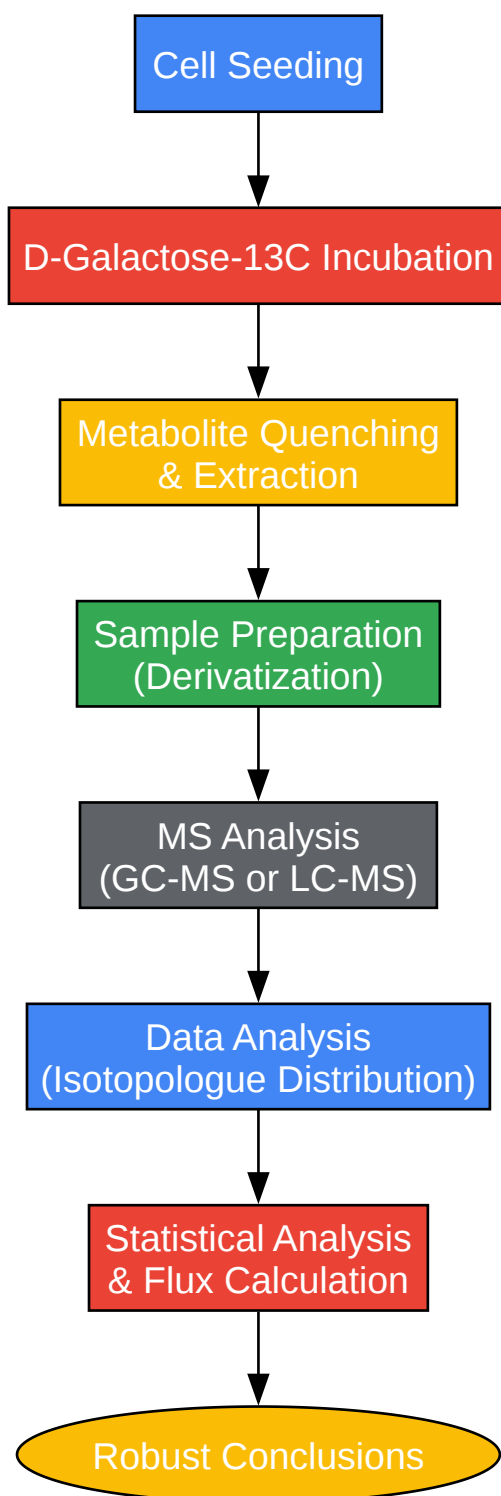 Cell Seeding
D-Galactose-13C Incubation
Metabolite Quenching
& Extraction
Sample Preparation
(Derivatization)
MS Analysis
(GC-MS or LC-MS)
Data Analysis
(Isotopologue Distribution)
Statistical Analysis
& Flux Calculation
Robust Conclusions